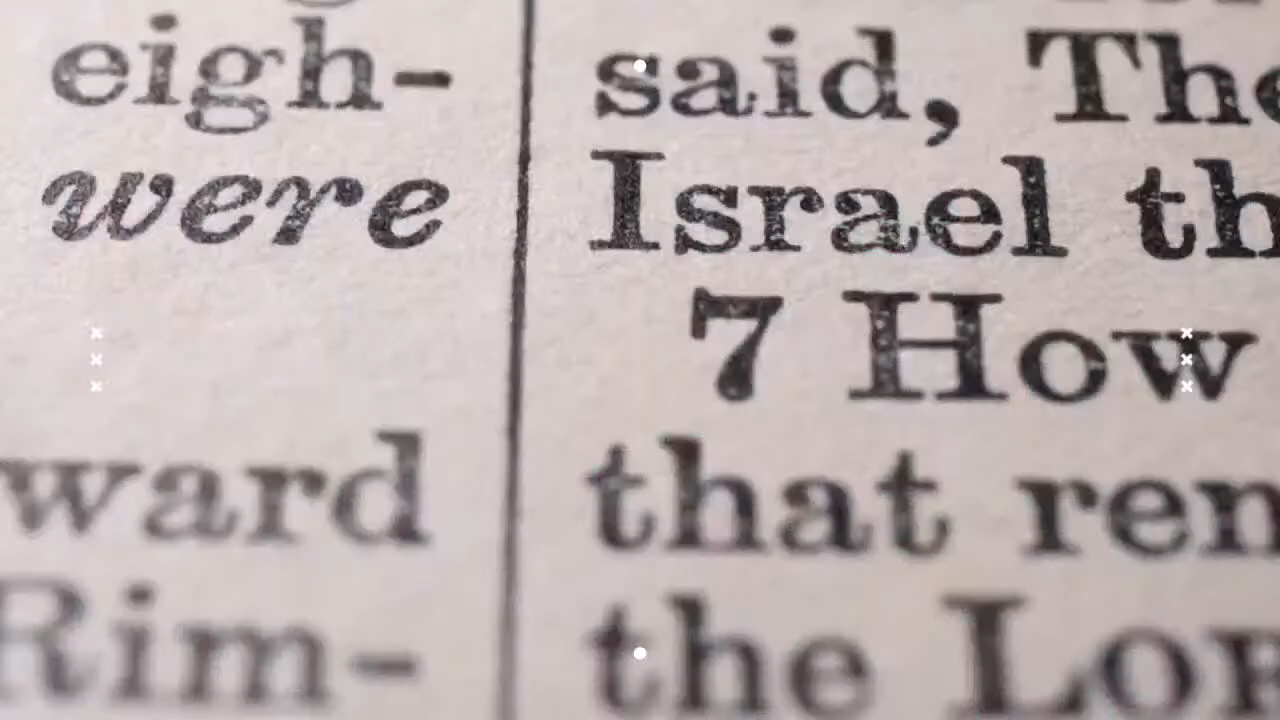 eigh-
were
ward
Rim-
said, The
Israel th
7 How
that ren
the LOR